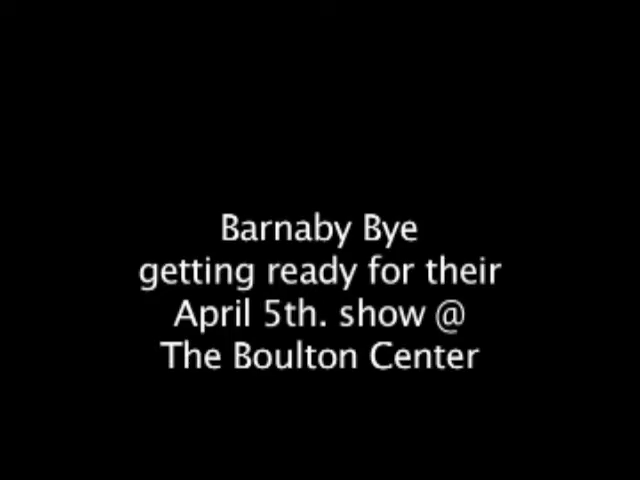 Barnaby Bye
getting ready for their
April 5th. show @
The Boulton Center